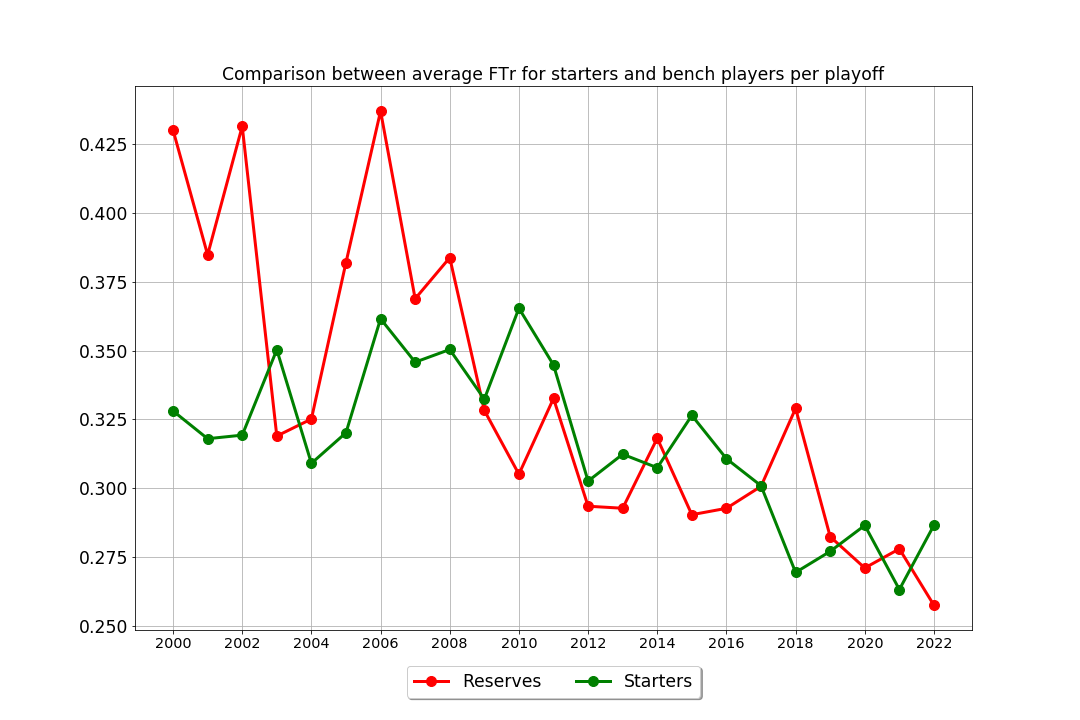 Comparison between average FTr for starters and bench players per playoff
0.425
0.400
0.375
0.350
0.325
0.300
0.275
0.250
2000 2002 2004 2006 2008 2010 2012 2014 2016 2018 2020 2022
Reserves Starters